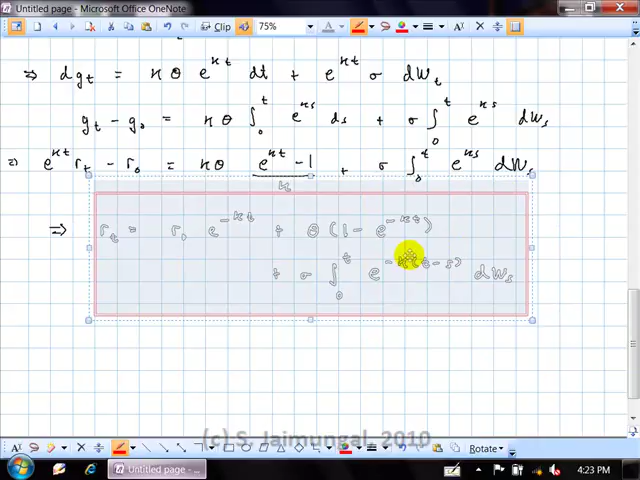 Untitled page - Microsoft Office OneNote
Clip 75%
⇒ dg_t = κθ e^{κt} dt + e^{κt} σ dW_t
g_t - g_0 = κθ ∫_0^t e^{κs} ds + σ ∫_0^t e^{κs} dW_s
⇒ e^{κt} r_t - r_0 = κθ (e^{κt} - 1)/κ + σ ∫_0^t e^{κs} dW_s
⇒ r_t = r_0 e^{-κt} + θ (1 - e^{-κt})
+ σ ∫_0^t e^{-κ(t-s)} dW_s
(c) S. Jaimungal, 2010
Rotate
Untitled page - ... 4:23 PM